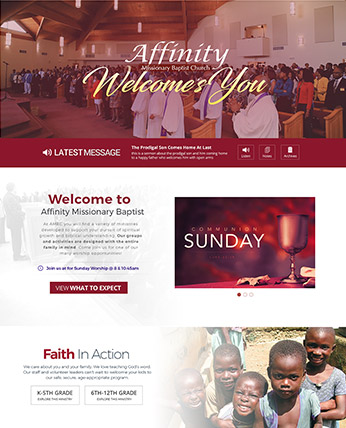 Affinity
Missionary Baptist Church
Welcome's You
LATEST MESSAGE
The Prodigal Son Comes Home At Last
this is a sermon about the prodigal son and him coming
to a happy father who welcomes him with open arms
Listen
Notes
Archives
Welcome to
Affinity Missionary Baptist
At AMBC you will find a variety of ministries
developed to support your pursuit of spiritual
growth and biblical understanding. Our groups
and activities are designed with the entire
family in mind. Come join us for one of our
many worship opportunities!
Join us at for Sunday Worship @ 8 & 10:45am
VIEW WHAT TO EXPECT
COMMUNION
SUNDAY
Faith In Action
We care about you and your family. We love teaching God's word.
Our staff and volunteer leaders can't wait to welcome your kids to
our safe, secure, age-appropriate program.
K-5TH GRADE
EXPLORE THIS MINISTRY
6TH-12TH GRADE
EXPLORE THIS MINISTRY